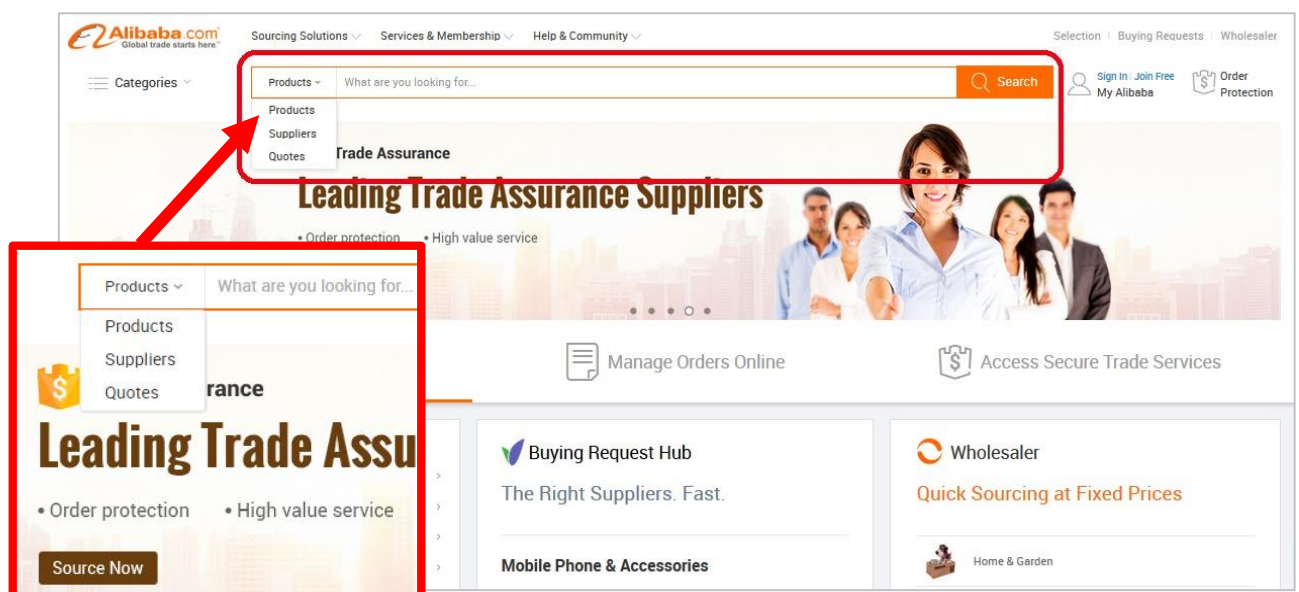 Alibaba.com
Global trade starts here.™
Sourcing Solutions
Services & Membership
Help & Community
Selection
Buying Requests
Wholesaler
Categories
Products
What are you looking for...
Search
Sign In
Join Free
My Alibaba
Order
Protection
Products
Suppliers
Quotes
Trade Assurance
Leading Trade Assurance Suppliers
• Order protection • High value service
Products
What are you looking for...
Products
Suppliers
Quotes
rance
Leading Trade Assu
• Order protection • High value service
Source Now
Manage Orders Online
Access Secure Trade Services
Buying Request Hub
The Right Suppliers. Fast.
Mobile Phone & Accessories
Wholesaler
Quick Sourcing at Fixed Prices
Home & Garden